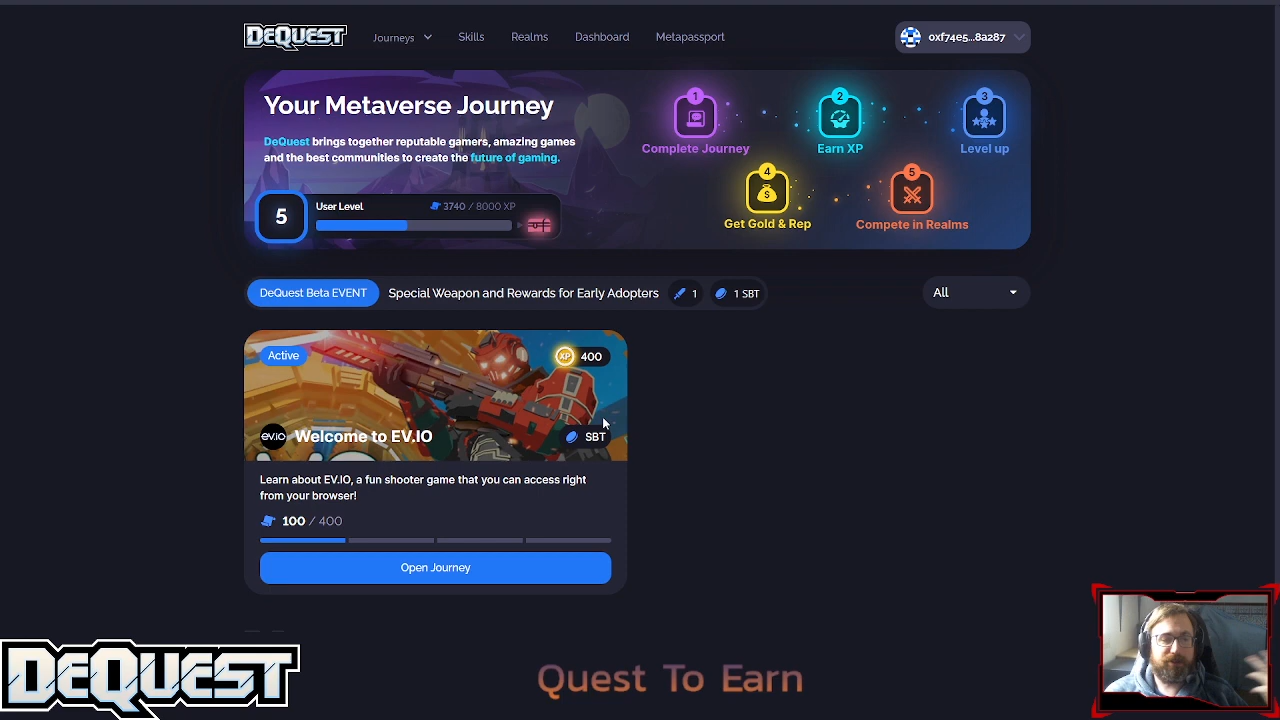 DEQUEST
Journeys
Skills
Realms
Dashboard
Metapassport
0xf74e5...8a287
Your Metaverse Journey
DeQuest brings together reputable gamers, amazing games
and the best communities to create the future of gaming.
5
User Level
3740 / 8000 XP
1
Complete Journey
2
Earn XP
3
Level up
4
$
Get Gold & Rep
5
Compete in Realms
DeQuest Beta EVENT
Special Weapon and Rewards for Early Adopters
1
1 SBT
All
Active
XP 400
ev.io
Welcome to EV.IO
SBT
Learn about EV.IO, a fun shooter game that you can access right
from your browser!
100 / 400
Open Journey
DEQUEST
Quest To Earn